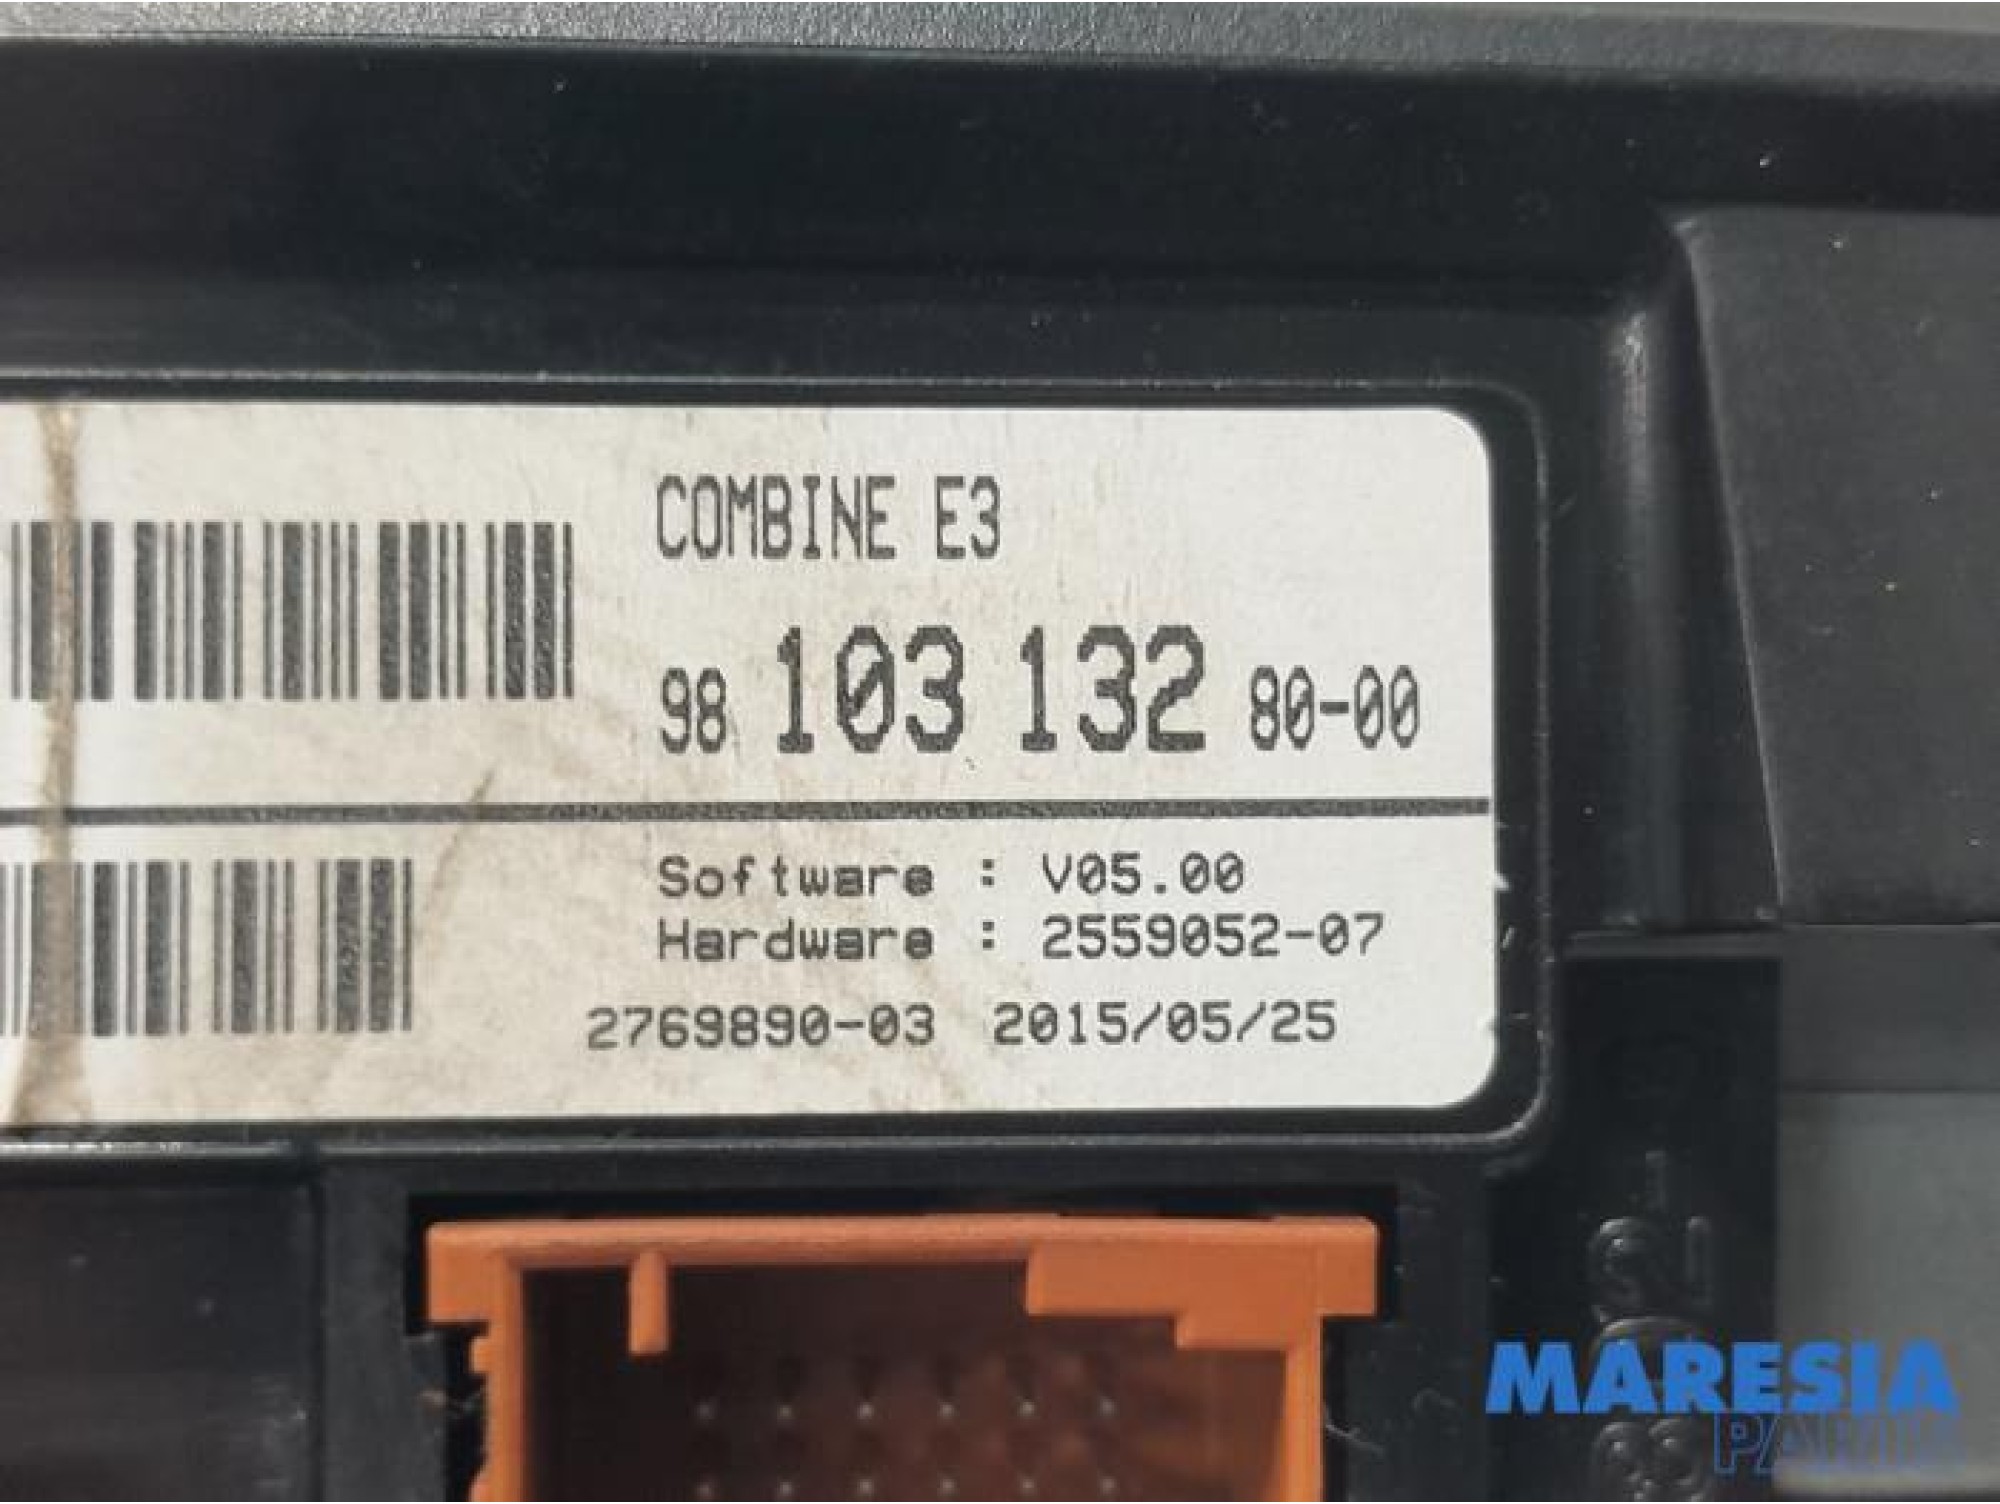 COMBINE E3
98 103 132 80-00
Software : V05.00
Hardware : 2559052-07
2769890-03 2015/05/25
MARESIA